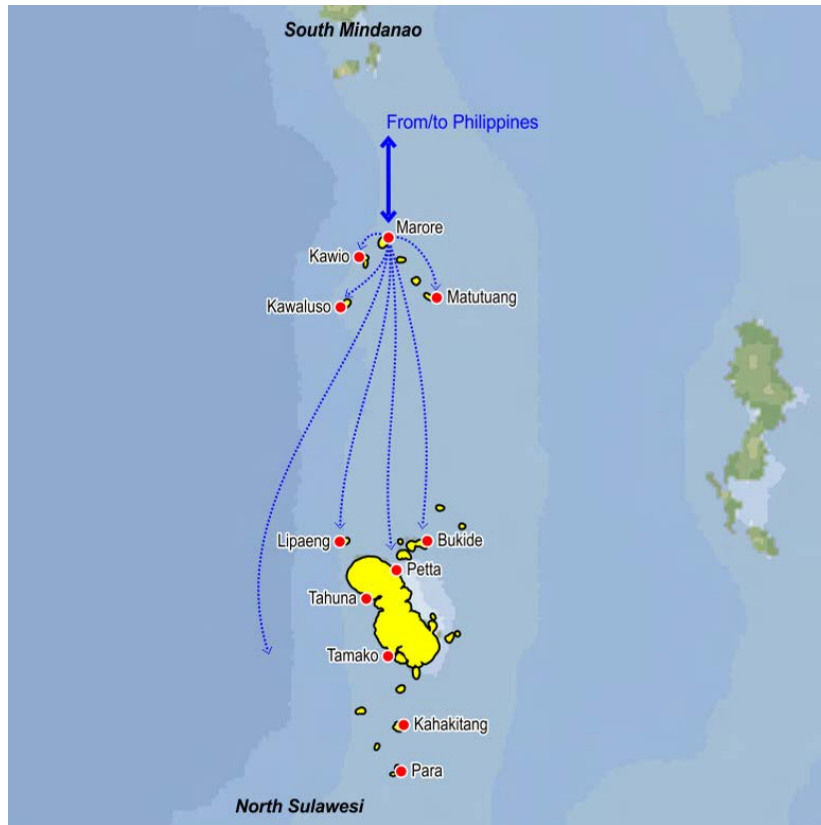 South Mindanao
From/to Philippines
Marore
Kawio
Matutuang
Kawaluso
Lipaeng
Bukide
Petta
Tahuna
Tamako
Kahakitang
Para
North Sulawesi